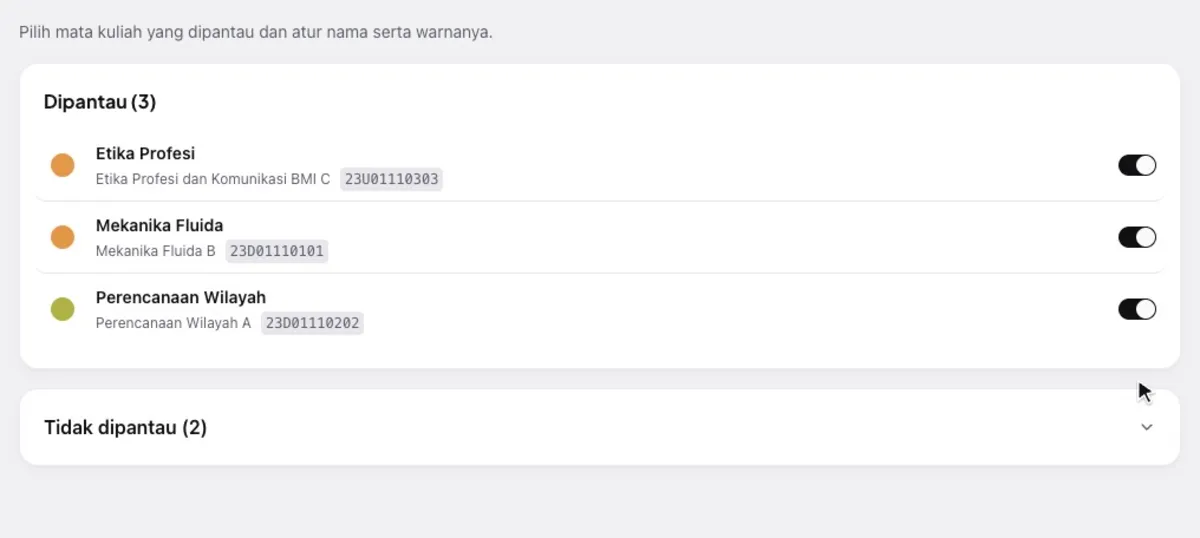 Pilih mata kuliah yang dipantau dan atur nama serta warnanya.
Dipantau (3)
Etika Profesi
Etika Profesi dan Komunikasi BMI C 23U01110303
Mekanika Fluida
Mekanika Fluida B 23D01110101
Perencanaan Wilayah
Perencanaan Wilayah A 23D01110202
Tidak dipantau (2)